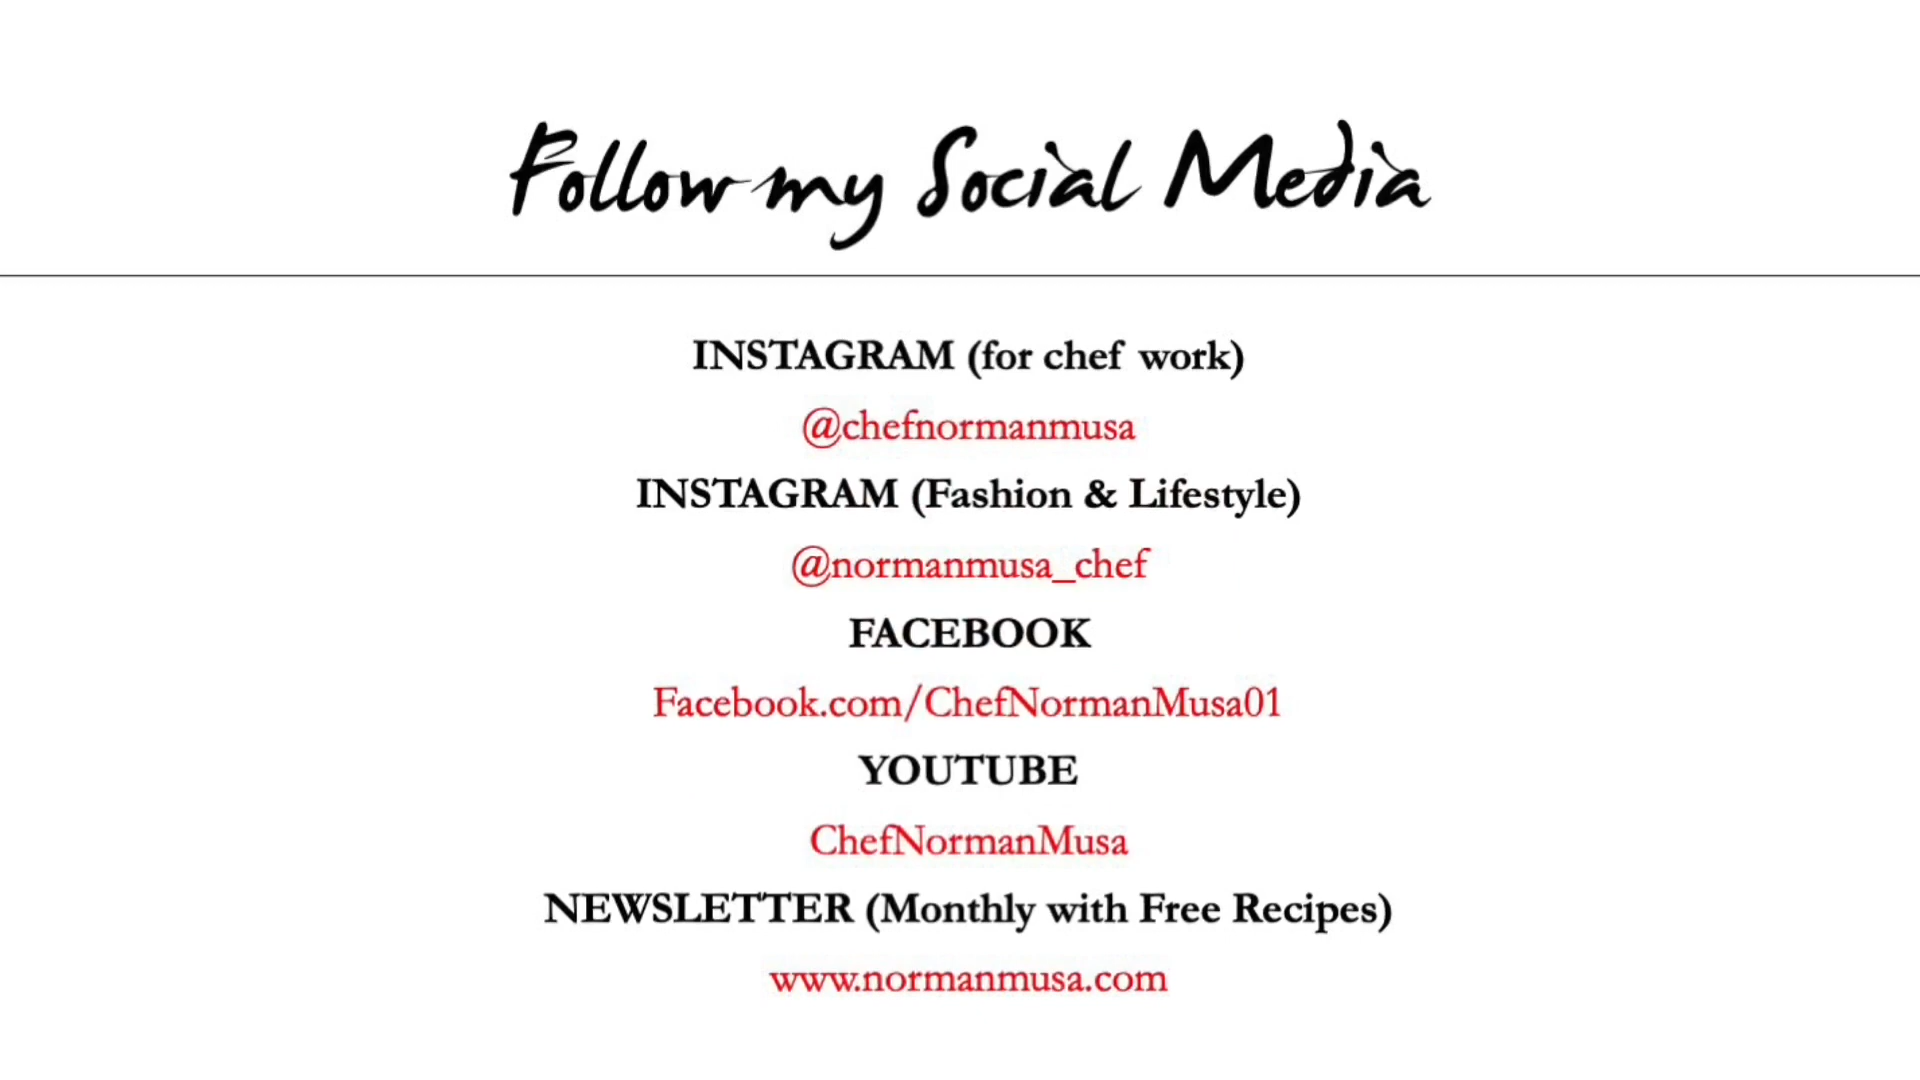 Follow my Social Media
INSTAGRAM (for chef work)
@chefnormanmusa
INSTAGRAM (Fashion & Lifestyle)
@normanmusa_chef
FACEBOOK
Facebook.com/ChefNormanMusa01
YOUTUBE
ChefNormanMusa
NEWSLETTER (Monthly with Free Recipes)
www.normanmusa.com